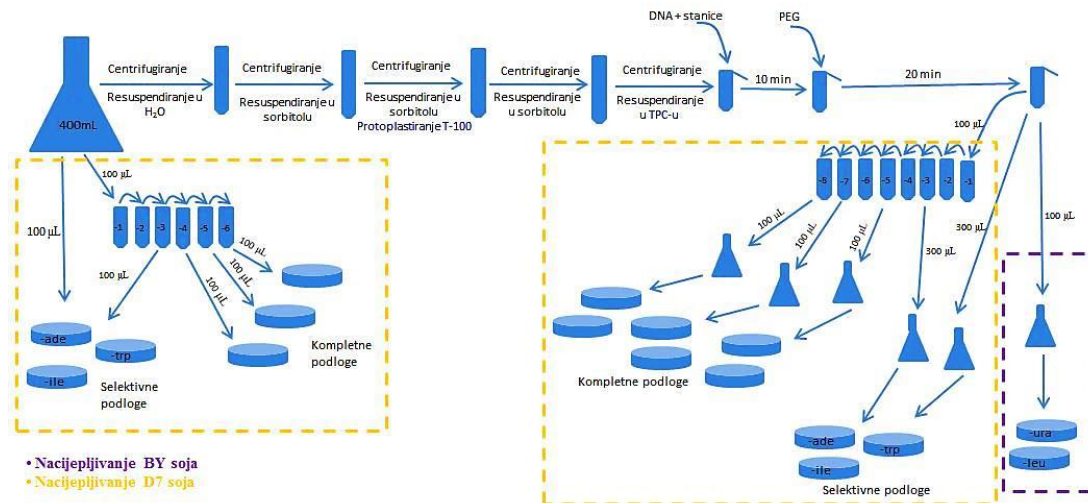 DNA + stanice
PEG
Centrifugiranje
Resuspendiranje u
H₂O
Centrifugiranje
Resuspendiranje u
sorbitolu
Centrifugiranje
Resuspendiranje u
sorbitolu
Protoplastiranje T-100
Centrifugiranje
Resuspendiranje
u sorbitolu
Centrifugiranje
Resuspendiranje
u TPC-u
10 min
20 min
400mL
100 µL
100 µL
-1
-2
-3
-4
-5
-6
100 µL
100 µL
100 µL
100 µL
-ade
-trp
-ile
Selektivne
podloge
Kompletne
podloge
100 µL
-8
-7
-6
-5
-4
-3
-2
-1
100 µL
100 µL
100 µL
300 µL
300 µL
100 µL
Kompletne podloge
-ade
-trp
-ile
Selektivne podloge
-ura
-leu
• Nacijepljivanje BY soja
• Nacijepljivanje D7 soja